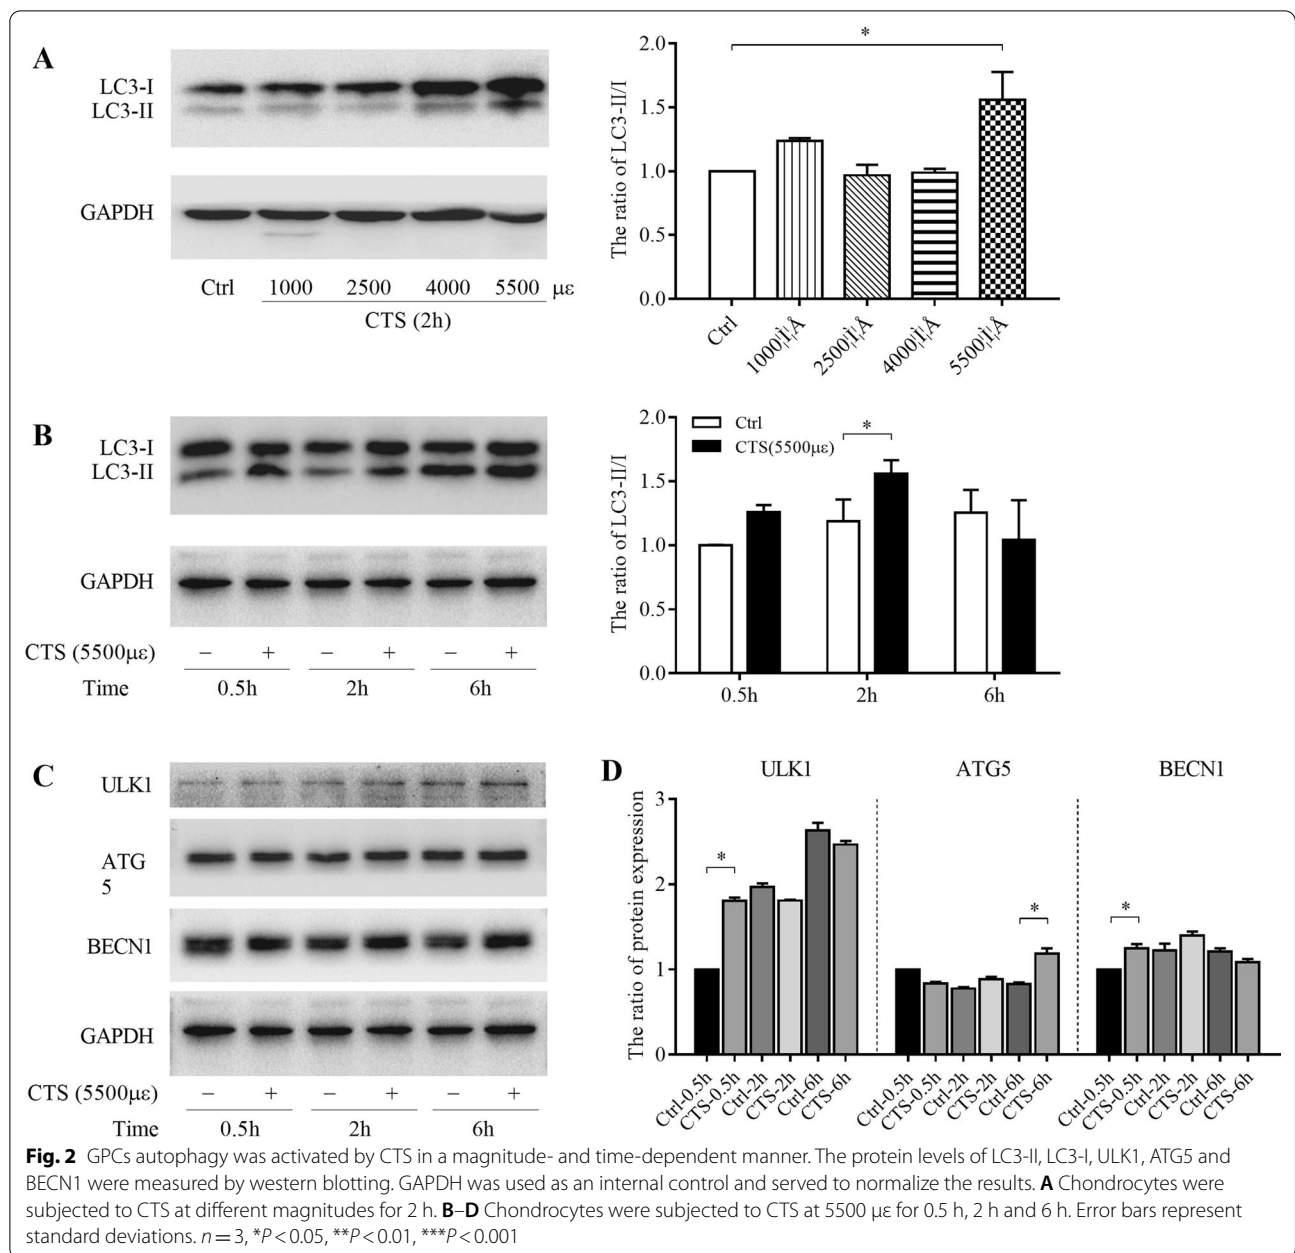 A
LC3-I
LC3-II
GAPDH
Ctrl 1000 2500 4000 5500 με
CTS (2h)
The ratio of LC3-II/I
2.0
1.5
1.0
0.5
0.0
*
Ctrl
1000¦Ì¦Å
2500¦Ì¦Å
4000¦Ì¦Å
5500¦Ì¦Å
B
LC3-I
LC3-II
GAPDH
CTS (5500με) − + − + − +
Time 0.5h 2h 6h
The ratio of LC3-II/I
2.0
1.5
1.0
0.5
0.0
Ctrl
CTS(5500με)
*
0.5h 2h 6h
C
ULK1
ATG
5
BECN1
GAPDH
CTS (5500με) − + − + − +
Time 0.5h 2h 6h
D
ULK1 ATG5 BECN1
The ratio of protein expression
3
2
1
0
* * *
Ctrl-0.5h
CTS-0.5h
Ctrl-2h
CTS-2h
Ctrl-6h
CTS-6h
Ctrl-0.5h
CTS-0.5h
Ctrl-2h
CTS-2h
Ctrl-6h
CTS-6h
Ctrl-0.5h
CTS-0.5h
Ctrl-2h
CTS-2h
Ctrl-6h
CTS-6h
Fig. 2 GPCs autophagy was activated by CTS in a magnitude- and time-dependent manner. The protein levels of LC3-II, LC3-I, ULK1, ATG5 and
BECN1 were measured by western blotting. GAPDH was used as an internal control and served to normalize the results. A Chondrocytes were
subjected to CTS at different magnitudes for 2 h. B–D Chondrocytes were subjected to CTS at 5500 με for 0.5 h, 2 h and 6 h. Error bars represent
standard deviations. n = 3, *P < 0.05, **P < 0.01, ***P < 0.001